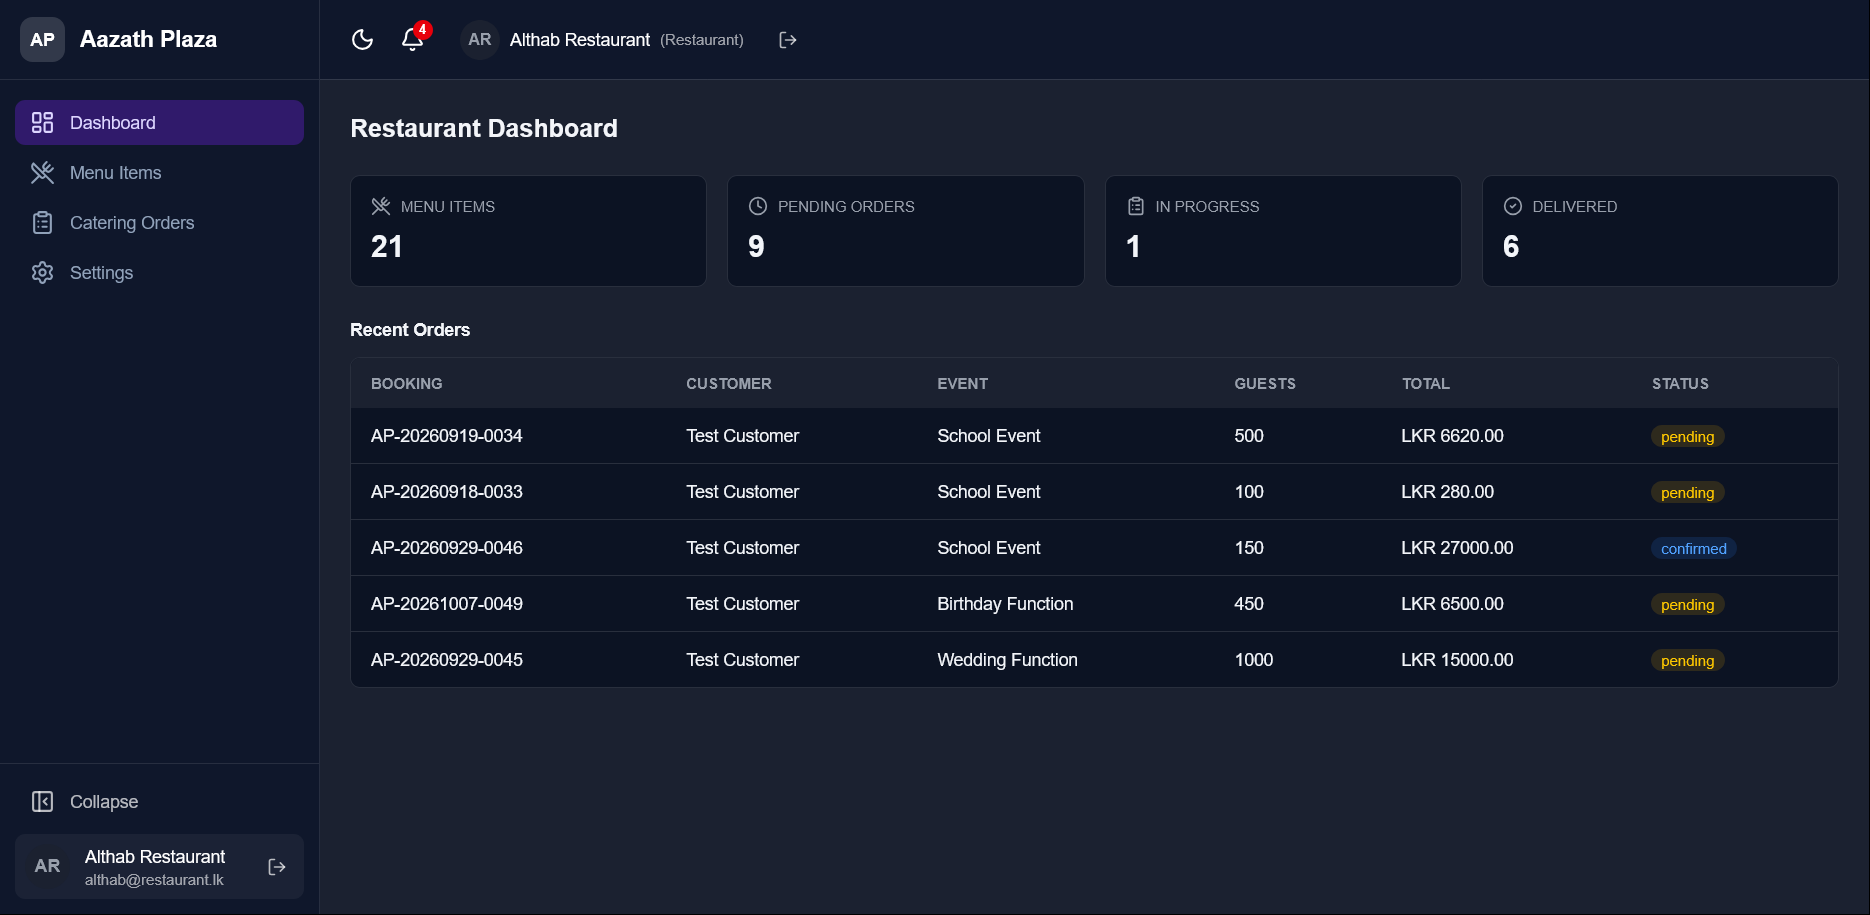 AP Aazath Plaza
4
AR Althab Restaurant (Restaurant)
Dashboard
Menu Items
Catering Orders
Settings
Restaurant Dashboard
MENU ITEMS
21
PENDING ORDERS
9
IN PROGRESS
1
DELIVERED
6
Recent Orders
BOOKING CUSTOMER EVENT GUESTS TOTAL STATUS
AP-20260919-0034 Test Customer School Event 500 LKR 6620.00 pending
AP-20260918-0033 Test Customer School Event 100 LKR 280.00 pending
AP-20260929-0046 Test Customer School Event 150 LKR 27000.00 confirmed
AP-20261007-0049 Test Customer Birthday Function 450 LKR 6500.00 pending
AP-20260929-0045 Test Customer Wedding Function 1000 LKR 15000.00 pending
Collapse
AR Althab Restaurant
althab@restaurant.lk